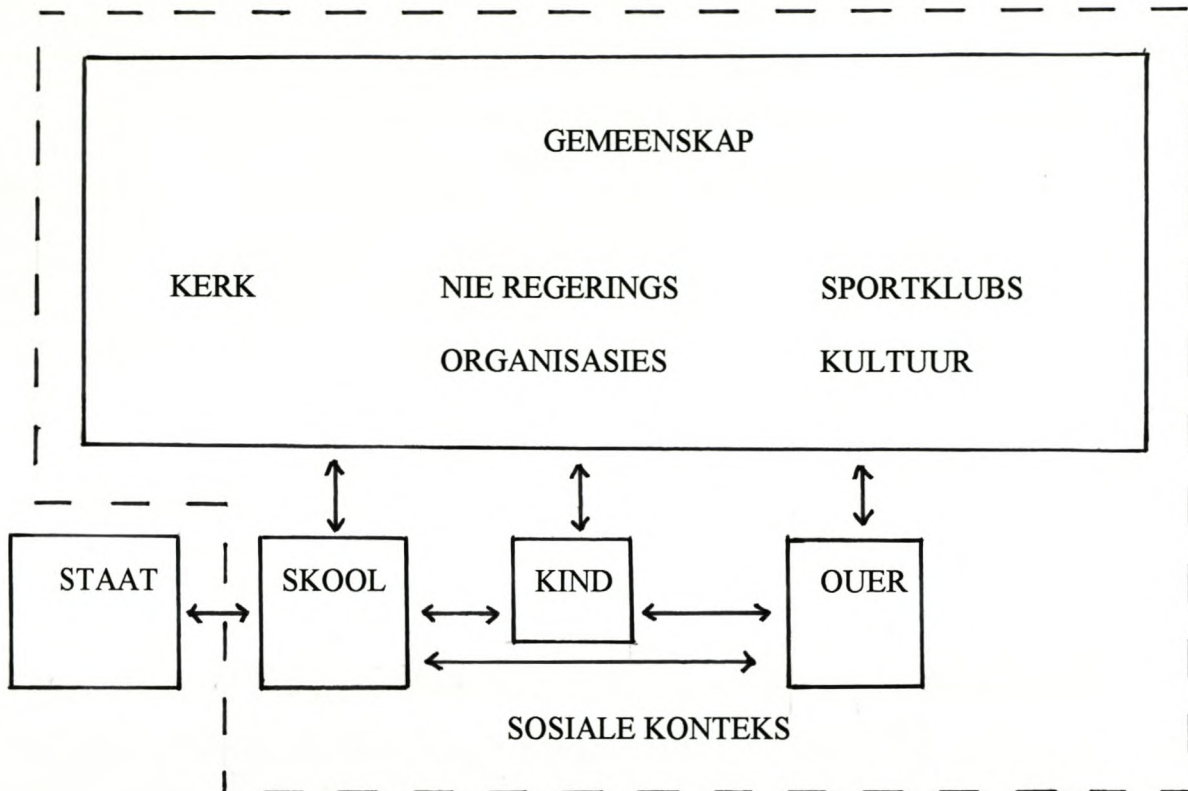 GEMEENSKAP
KERK NIE REGERINGS SPORTKLUBS
ORGANISASIES KULTUUR
STAAT SKOOL KIND OUER
SOSIALE KONTEKS